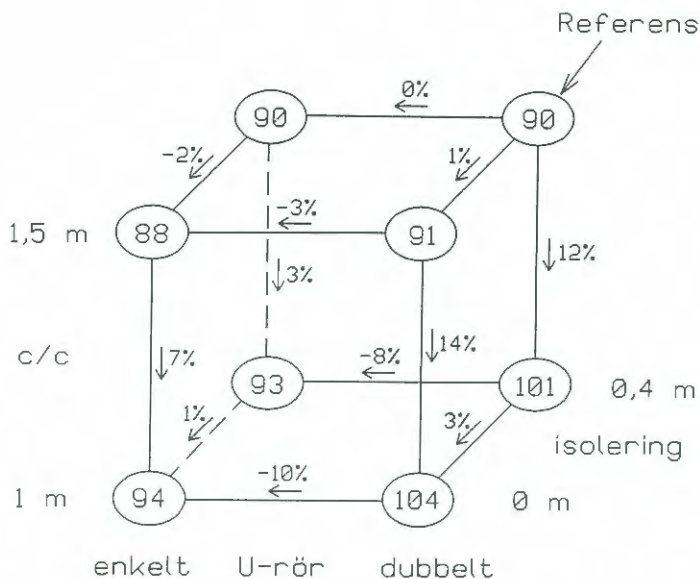 Referens
0%
90
90
-2%
1%
-3%
1,5 m
88
91
3%
12%
c/c
7%
14%
-8%
93
101
0,4 m
1%
3%
isolering
-10%
1 m
94
104
0 m
enkelt U-rör dubbelt